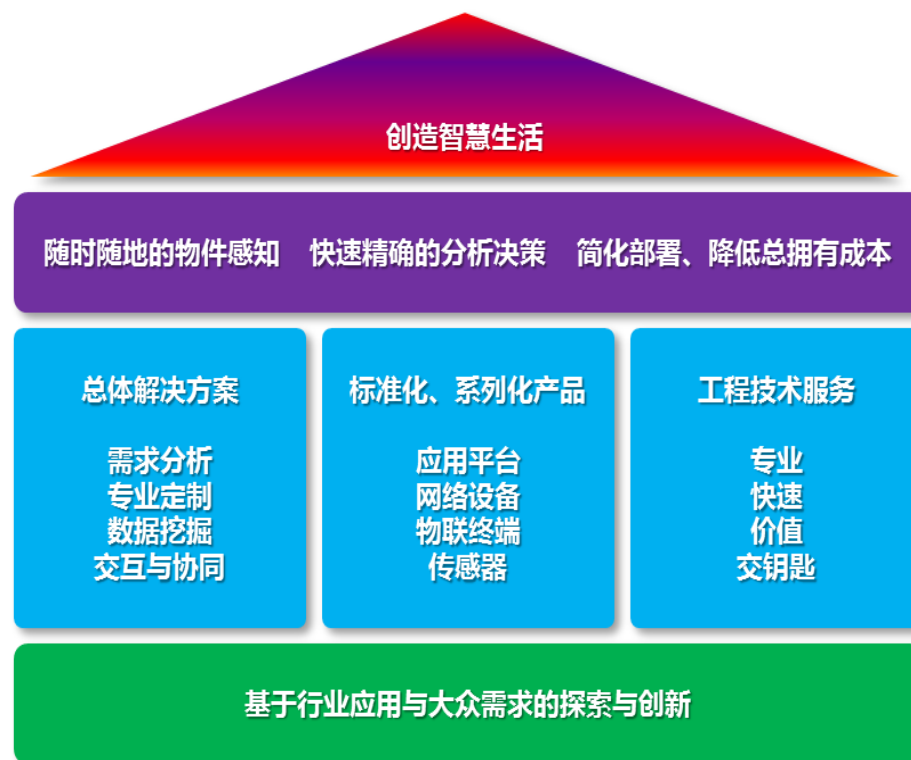 创造智慧生活
随时随地的物件感知 快速精确的分析决策 简化部署、降低总拥有成本
总体解决方案
需求分析
专业定制
数据挖掘
交互与协同
标准化、系列化产品
应用平台
网络设备
物联终端
传感器
工程技术服务
专业
快速
价值
交钥匙
基于行业应用与大众需求的探索与创新